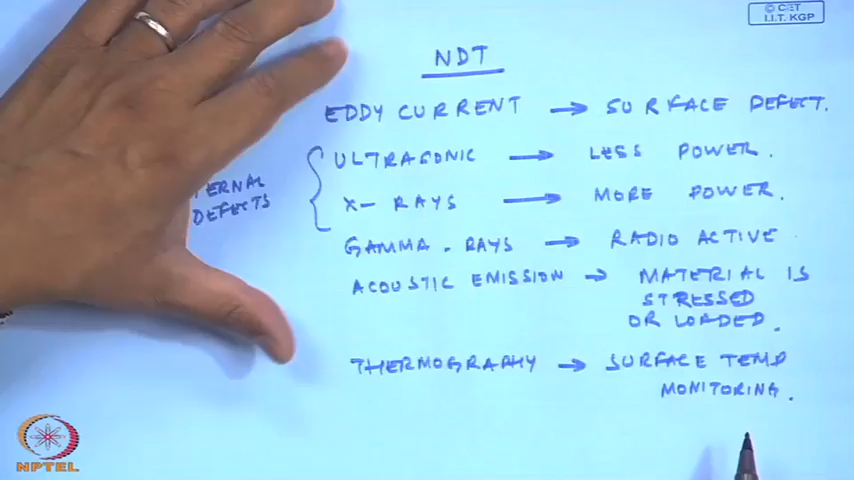 © CET
I.I.T. KGP
NDT
EDDY CURRENT → SURFACE DEFECT.
ULTRASONIC → LESS POWER.
X-RAYS → MORE POWER.
TERNAL
DEFECTS
GAMMA-RAYS → RADIO ACTIVE
ACOUSTIC EMISSION → MATERIAL IS
STRESSED
OR LOADED.
THERMOGRAPHY → SURFACE TEMP
MONITORING.
NPTEL